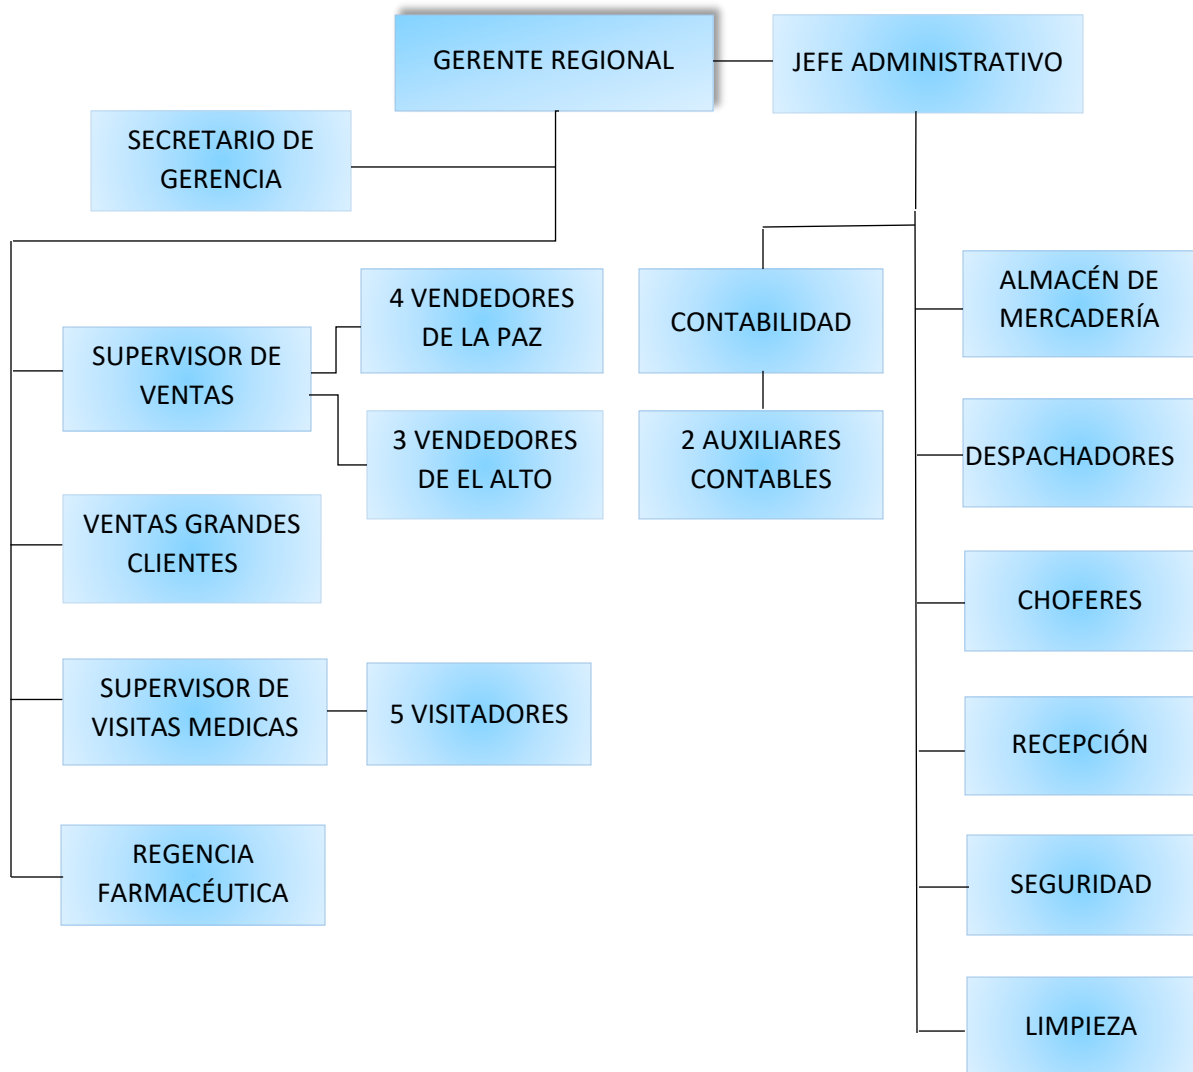 GERENTE REGIONAL
JEFE ADMINISTRATIVO
SECRETARIO DE
GERENCIA
SUPERVISOR DE
VENTAS
4 VENDEDORES
DE LA PAZ
3 VENDEDORES
DE EL ALTO
VENTAS GRANDES
CLIENTES
SUPERVISOR DE
VISITAS MEDICAS
5 VISITADORES
REGENCIA
FARMACÉUTICA
CONTABILIDAD
2 AUXILIARES
CONTABLES
ALMACÉN DE
MERCADERÍA
DESPACHADORES
CHOFERES
RECEPCIÓN
SEGURIDAD
LIMPIEZA